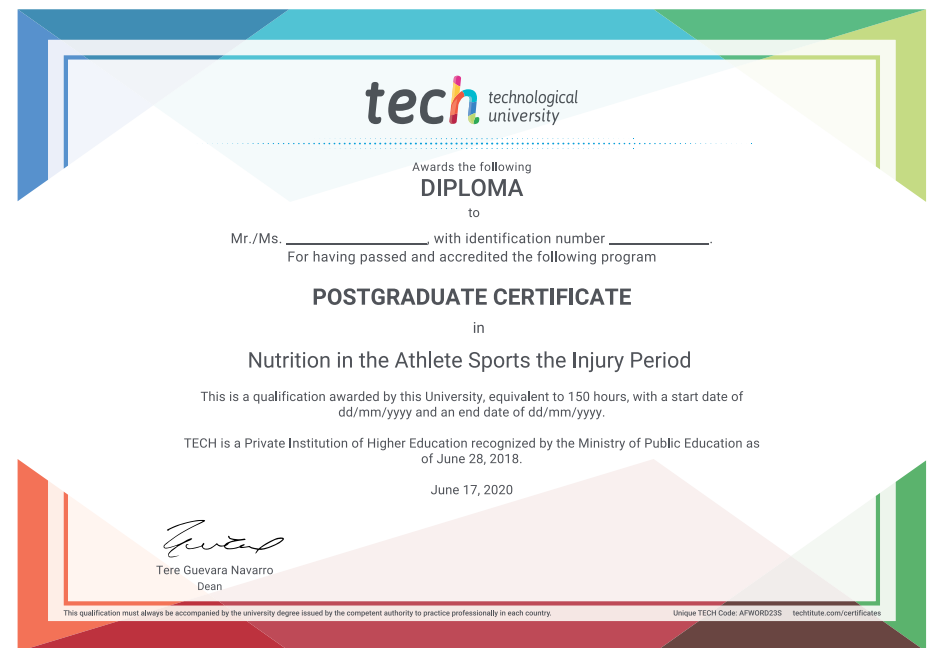 tech technological
university
Awards the following
DIPLOMA
to
Mr./Ms. ________________, with identification number ____________.
For having passed and accredited the following program
POSTGRADUATE CERTIFICATE
in
Nutrition in the Athlete Sports the Injury Period
This is a qualification awarded by this University, equivalent to 150 hours, with a start date of
dd/mm/yyyy and an end date of dd/mm/yyyy.
TECH is a Private Institution of Higher Education recognized by the Ministry of Public Education as
of June 28, 2018.
June 17, 2020
Tere Guevara Navarro
Dean
This qualification must always be accompanied by the university degree issued by the competent authority to practice professionally in each country.
Unique TECH Code: AFWORD23S techtitute.com/certificates